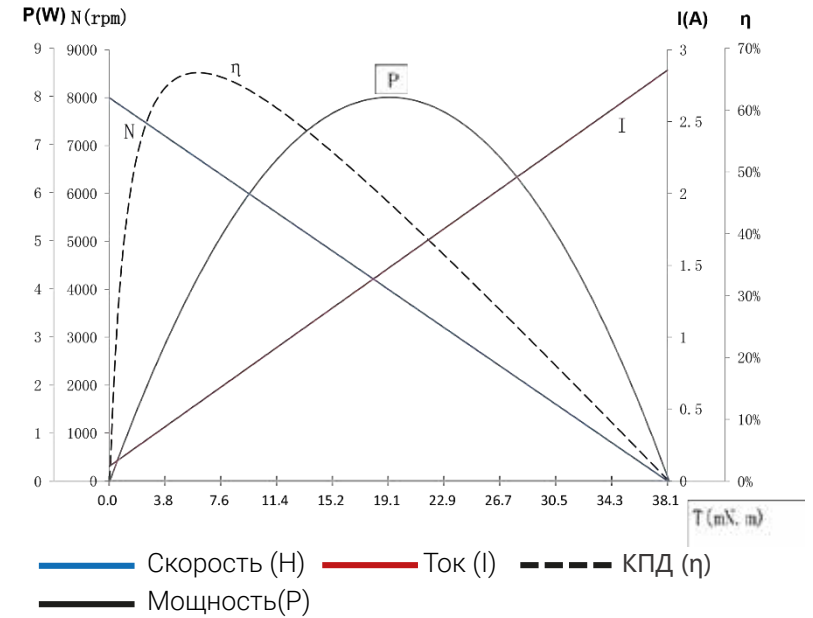 P(W) N(rpm) I(A) η
9 9000 3 70%
8 8000 2.5 60%
7 7000 2 50%
6 6000 1.5 40%
5 5000 1 30%
4 4000 0.5 20%
3 3000 0 10%
2 2000 0%
1 1000
0 0
η
P
N
I
0.0 3.8 7.6 11.4 15.2 19.1 22.9 26.7 30.5 34.3 38.1
T(mN.m)
Скорость (Н) Ток (I) КПД (η)
Мощность(P)